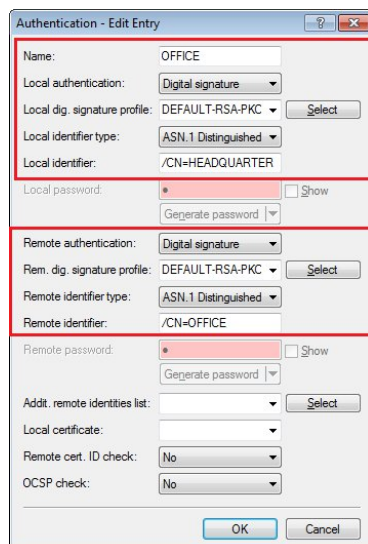 Authentication - Edit Entry
Name: OFFICE
Local authentication: Digital signature
Local dig. signature profile: DEFAULT-RSA-PKC Select
Local identifier type: ASN.1 Distinguished
Local identifier: /CN=HEADQUARTER
Local password: Show
Generate password
Remote authentication: Digital signature
Rem. dig. signature profile: DEFAULT-RSA-PKC Select
Remote identifier type: ASN.1 Distinguished
Remote identifier: /CN=OFFICE
Remote password: Show
Generate password
Addit. remote identities list: Select
Local certificate:
Remote cert. ID check: No
OCSP check: No
OK Cancel